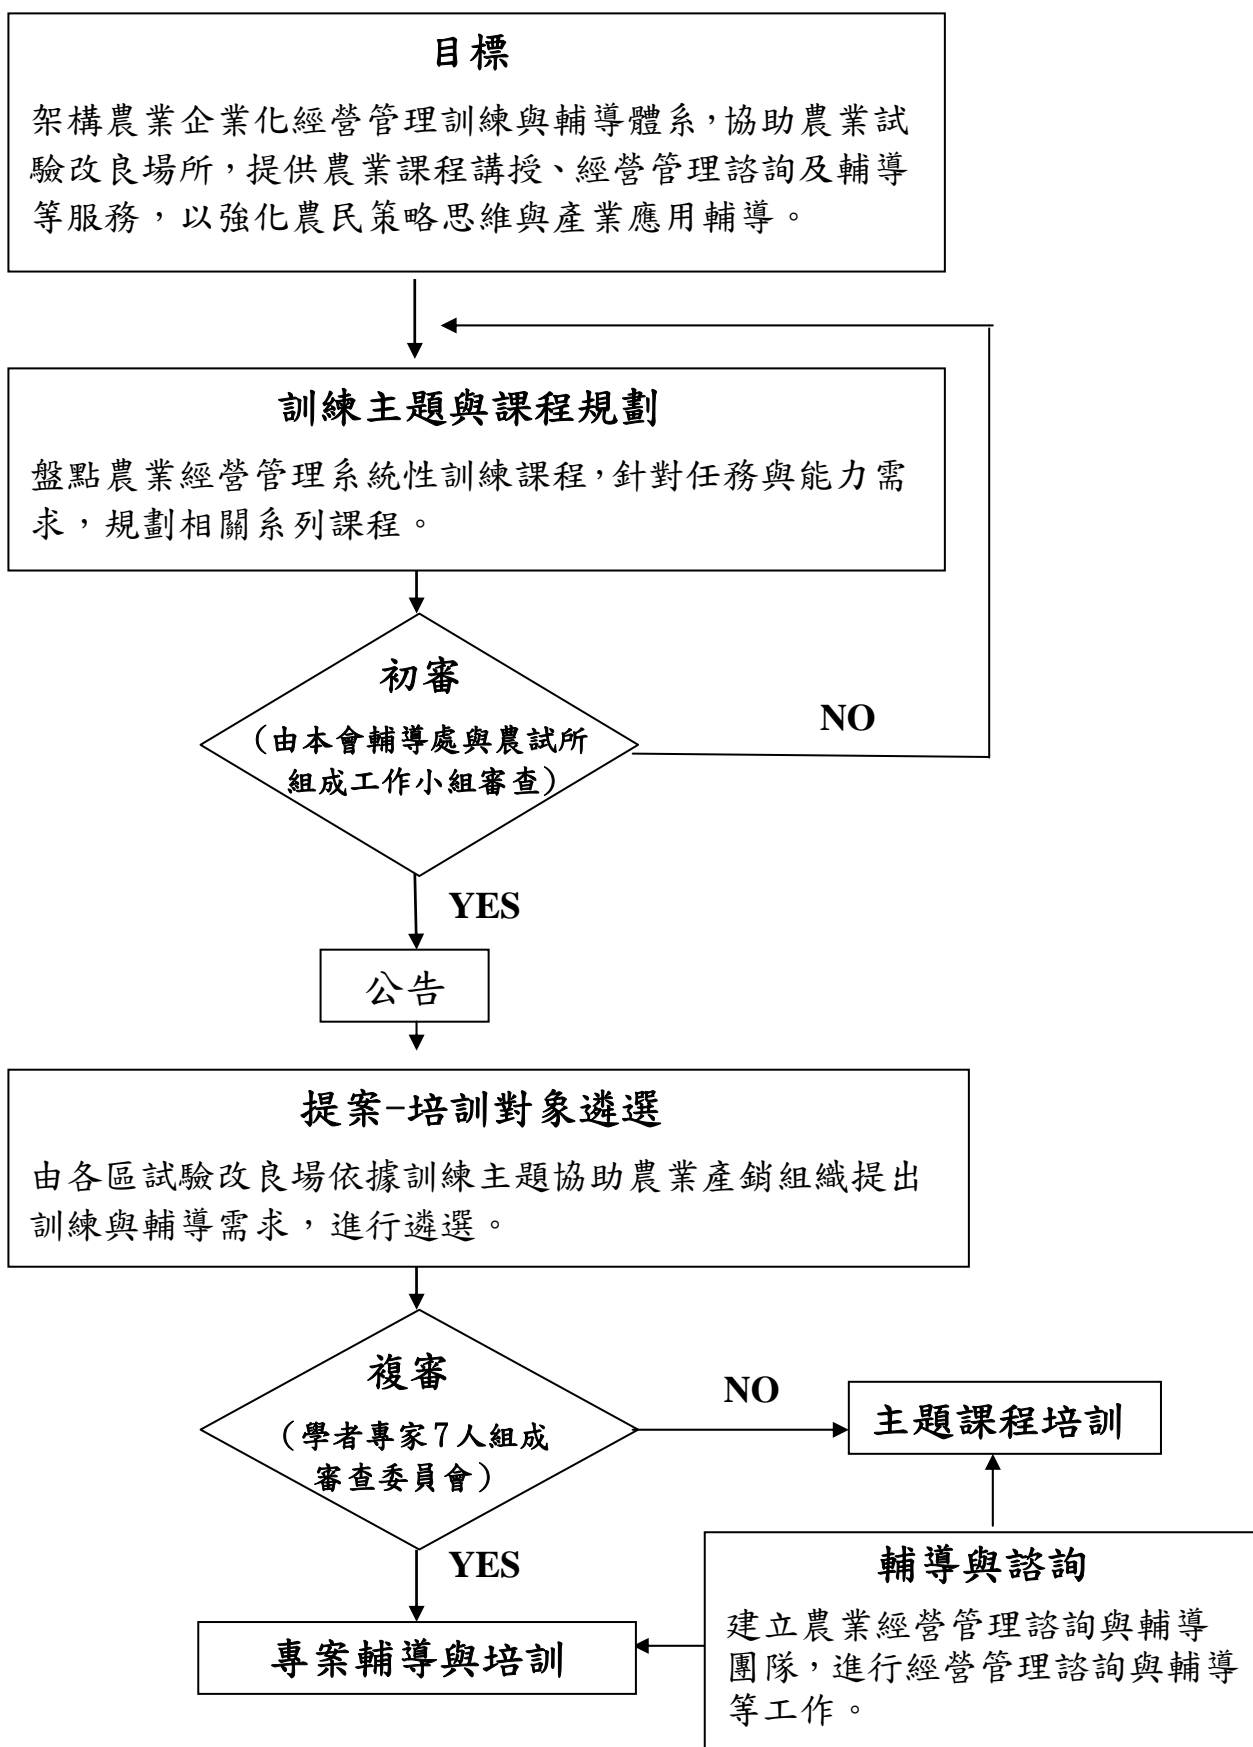 目標
架構農業企業化經營管理訓練與輔導體系，協助農業試
驗改良場所，提供農業課程講授、經營管理諮詢及輔導
等服務，以強化農民策略思維與產業應用輔導。
訓練主題與課程規劃
盤點農業經營管理系統性訓練課程，針對任務與能力需
求，規劃相關系列課程。
初審
（由本會輔導處與農試所
組成工作小組審查）
NO
YES
公告
提案-培訓對象遴選
由各區試驗改良場依據訓練主題協助農業產銷組織提出
訓練與輔導需求，進行遴選。
複審
（學者專家7人組成
審查委員會）
NO
主題課程培訓
YES
專案輔導與培訓
輔導與諮詢
建立農業經營管理諮詢與輔導
團隊，進行經營管理諮詢與輔導
等工作。